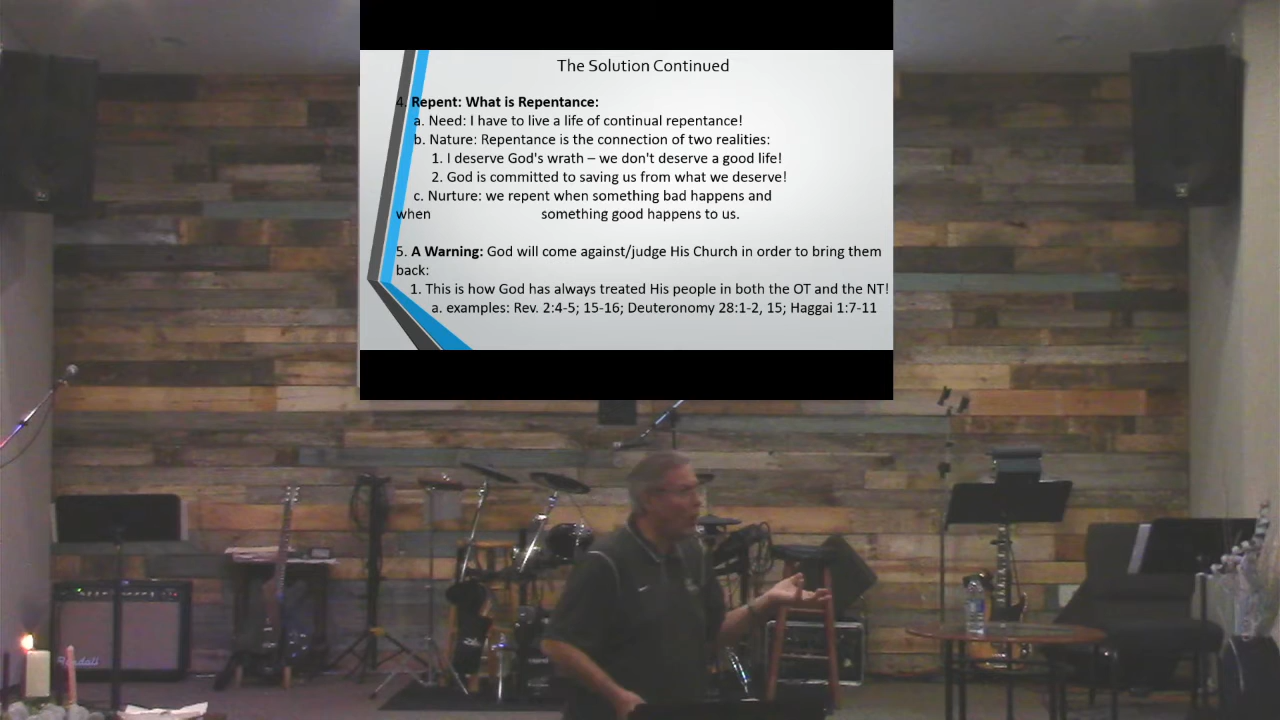 The Solution Continued
4. Repent: What is Repentance:
a. Need: I have to live a life of continual repentance!
b. Nature: Repentance is the connection of two realities:
1. I deserve God's wrath – we don't deserve a good life!
2. God is committed to saving us from what we deserve!
c. Nurture: we repent when something bad happens and
when something good happens to us.
5. A Warning: God will come against/judge His Church in order to bring them
back:
1. This is how God has always treated His people in both the OT and the NT!
a. examples: Rev. 2:4-5; 15-16; Deuteronomy 28:1-2, 15; Haggai 1:7-11
Randall